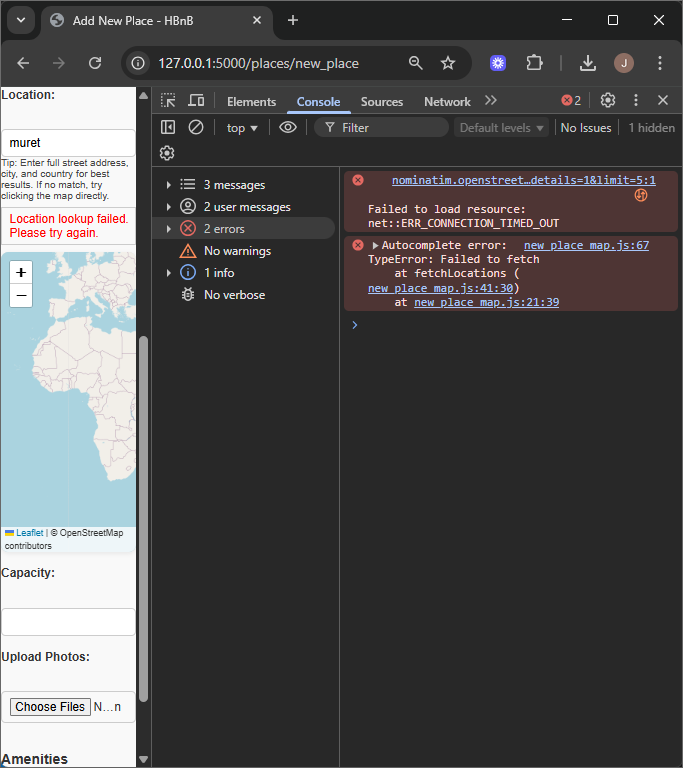 Add New Place - HBnB
127.0.0.1:5000/places/new_place
J
Location:
muret
Tip: Enter full street address,
city, and country for best
results. If no match, try
clicking the map directly.
Location lookup failed.
Please try again.
+
−
Leaflet | © OpenStreetMap
contributors
Capacity:
Upload Photos:
Choose Files N...n
Amenities
Elements Console Sources Network 2
top Filter Default levels No Issues 1 hidden
3 messages
2 user messages
2 errors
No warnings
1 info
No verbose
nominatim.openstreet…details=1&limit=5:1
Failed to load resource:
net::ERR_CONNECTION_TIMED_OUT
Autocomplete error: new_place_map.js:67
TypeError: Failed to fetch
at fetchLocations (
new_place_map.js:41:30)
at new_place_map.js:21:39